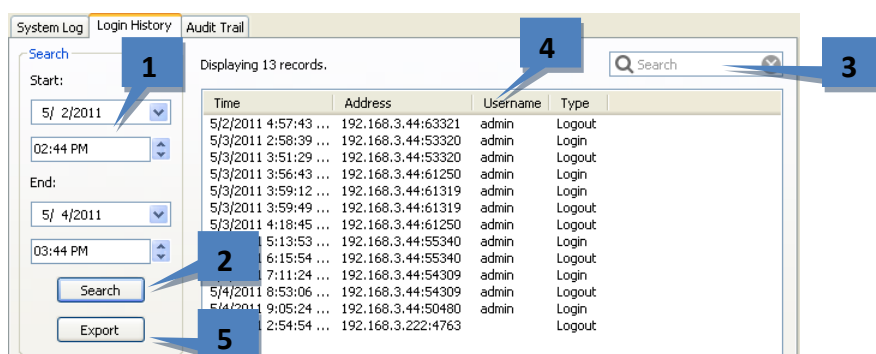 System Log Login History Audit Trail
Search
Start:
5/ 2/2011
02:44 PM
End:
5/ 4/2011
03:44 PM
Search
Export
1
2
3
4
5
Displaying 13 records.
Search
Time Address Username Type
5/2/2011 4:57:43 ... 192.168.3.44:63321 admin Logout
5/3/2011 2:58:39 ... 192.168.3.44:53320 admin Login
5/3/2011 3:51:29 ... 192.168.3.44:53320 admin Logout
5/3/2011 3:56:43 ... 192.168.3.44:61250 admin Login
5/3/2011 3:59:12 ... 192.168.3.44:61319 admin Login
5/3/2011 3:59:49 ... 192.168.3.44:61319 admin Logout
5/3/2011 4:18:45 ... 192.168.3.44:61250 admin Logout
5:13:53 ... 192.168.3.44:55340 admin Login
6:15:54 ... 192.168.3.44:55340 admin Logout
7:11:24 ... 192.168.3.44:54309 admin Login
5/4/2011 8:53:06 ... 192.168.3.44:54309 admin Logout
5/4/2011 9:05:24 ... 192.168.3.44:50480 admin Login
2:54:54 ... 192.168.3.222:4763 Logout